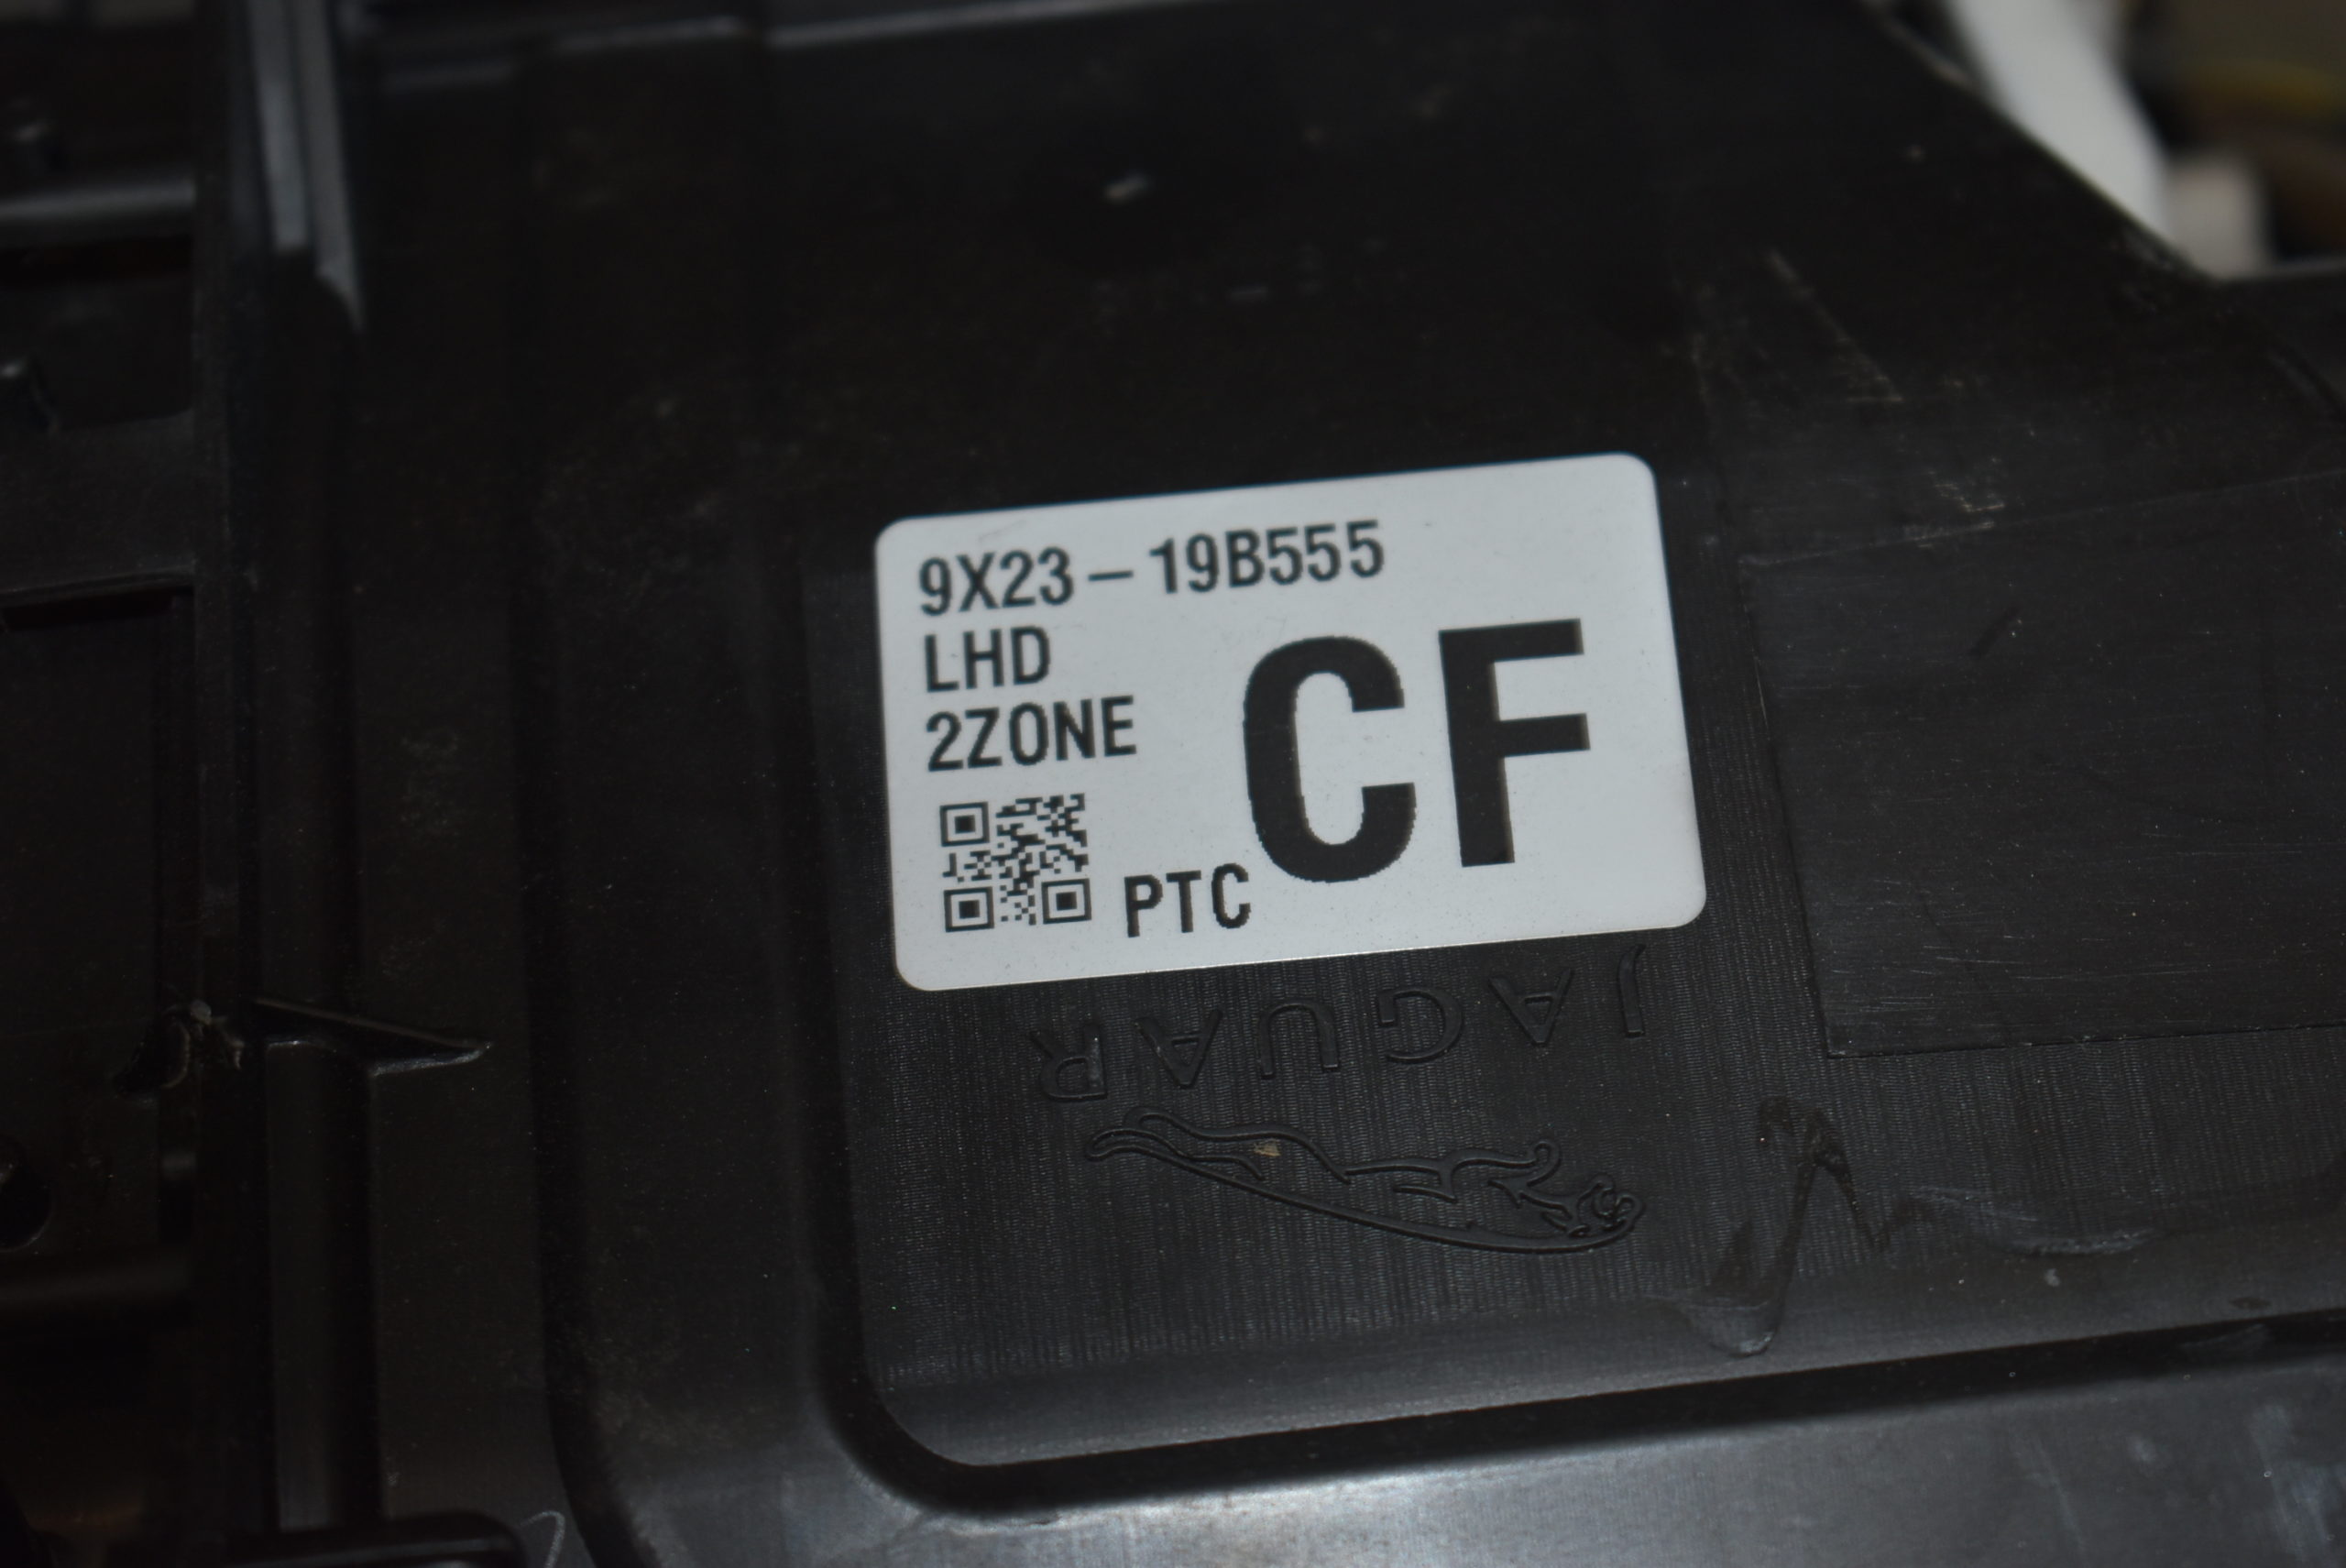 9X23-19B555
LHD
2ZONE
CF
PTC
JAGUAR